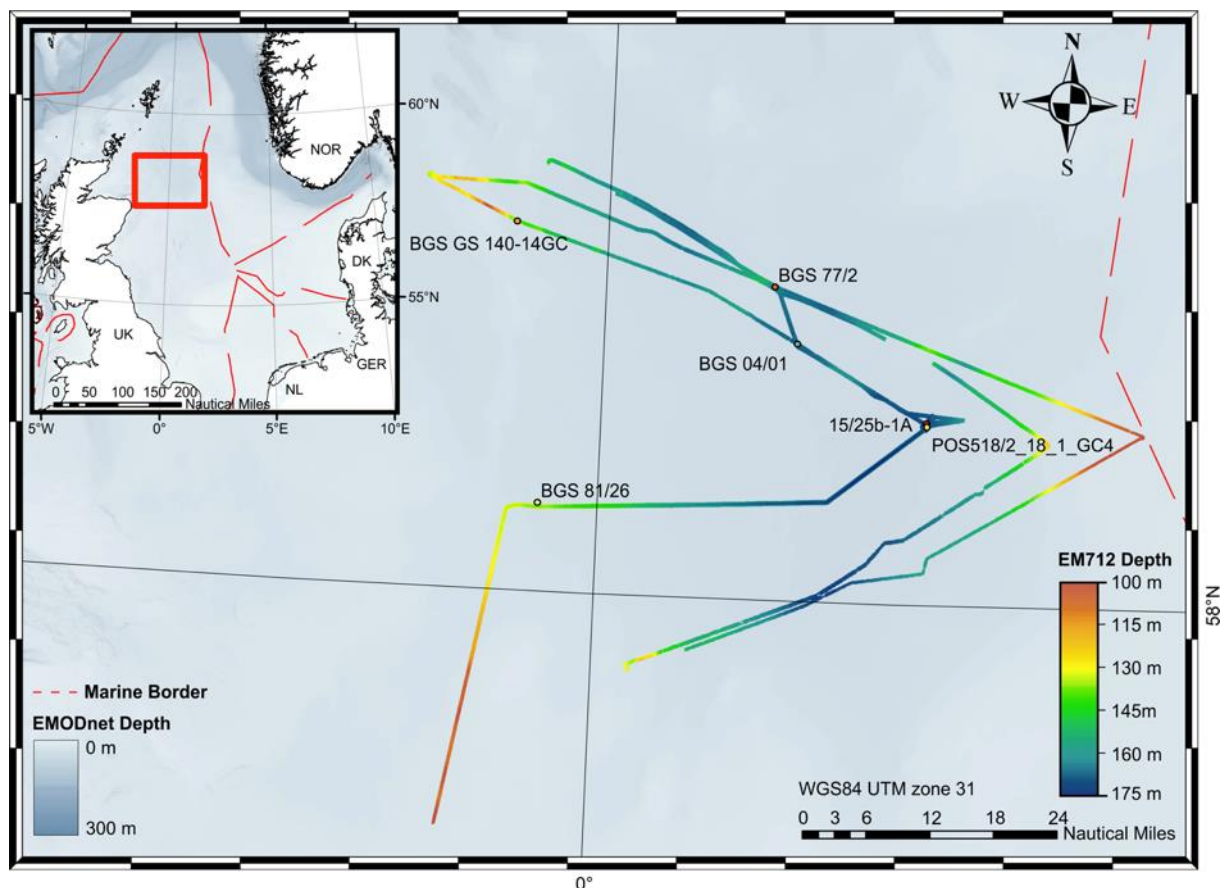 N
W E
S
60°N
NOR
DK
55°N
UK
GER
NL
0 50 100 150 200
Nautical Miles
5°W 0° 5°E 10°E
BGS GS 140-14GC
BGS 77/2
BGS 04/01
15/25b-1A
POS518/2_18_1_GC4
BGS 81/26
58°N
Marine Border
EMODnet Depth
0 m
300 m
EM712 Depth
100 m
115 m
130 m
145m
160 m
175 m
WGS84 UTM zone 31
0 3 6 12 18 24
Nautical Miles
0°